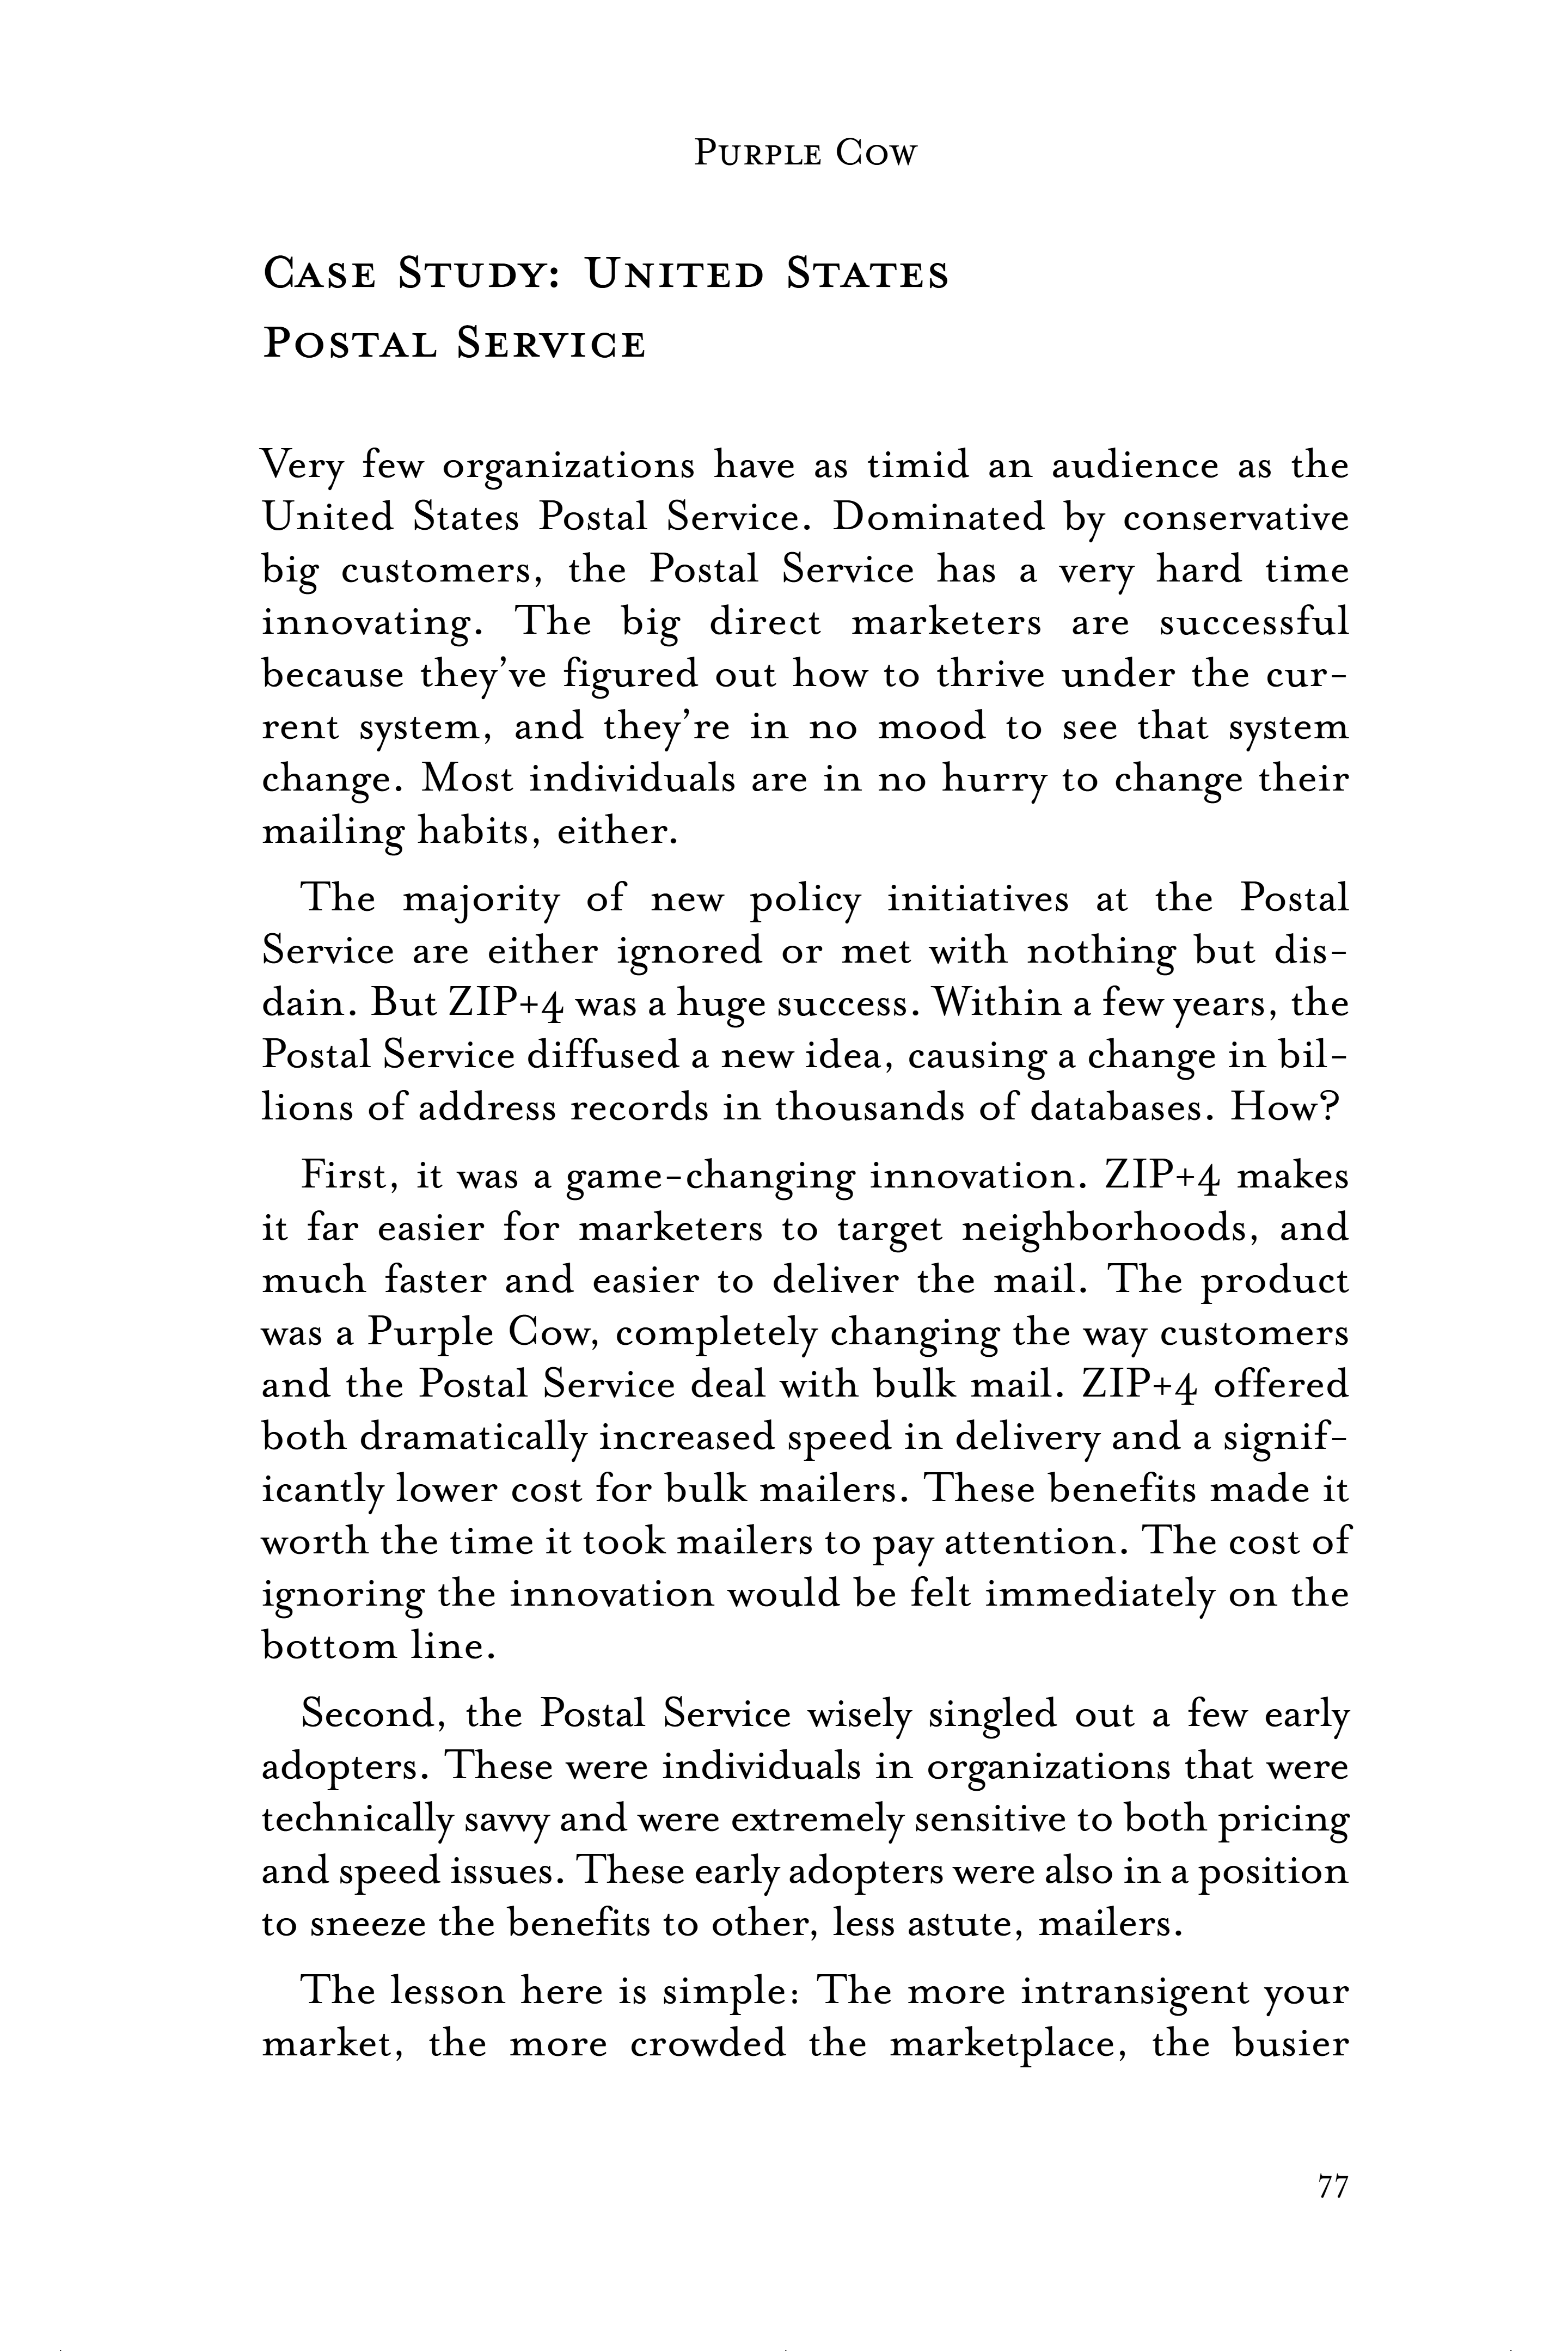 Purple Cow
Case Study: United States
Postal Service
Very few organizations have as timid an audience as the
United States Postal Service. Dominated by conservative
big customers, the Postal Service has a very hard time
innovating. The big direct marketers are successful
because they’ve figured out how to thrive under the cur-
rent system, and they’re in no mood to see that system
change. Most individuals are in no hurry to change their
mailing habits, either.
The majority of new policy initiatives at the Postal
Service are either ignored or met with nothing but dis-
dain. But ZIP+4 was a huge success. Within a few years, the
Postal Service diffused a new idea, causing a change in bil-
lions of address records in thousands of databases. How?
First, it was a game-changing innovation. ZIP+4 makes
it far easier for marketers to target neighborhoods, and
much faster and easier to deliver the mail. The product
was a Purple Cow, completely changing the way customers
and the Postal Service deal with bulk mail. ZIP+4 offered
both dramatically increased speed in delivery and a signif-
icantly lower cost for bulk mailers. These benefits made it
worth the time it took mailers to pay attention. The cost of
ignoring the innovation would be felt immediately on the
bottom line.
Second, the Postal Service wisely singled out a few early
adopters. These were individuals in organizations that were
technically savvy and were extremely sensitive to both pricing
and speed issues. These early adopters were also in a position
to sneeze the benefits to other, less astute, mailers.
The lesson here is simple: The more intransigent your
market, the more crowded the marketplace, the busier
77